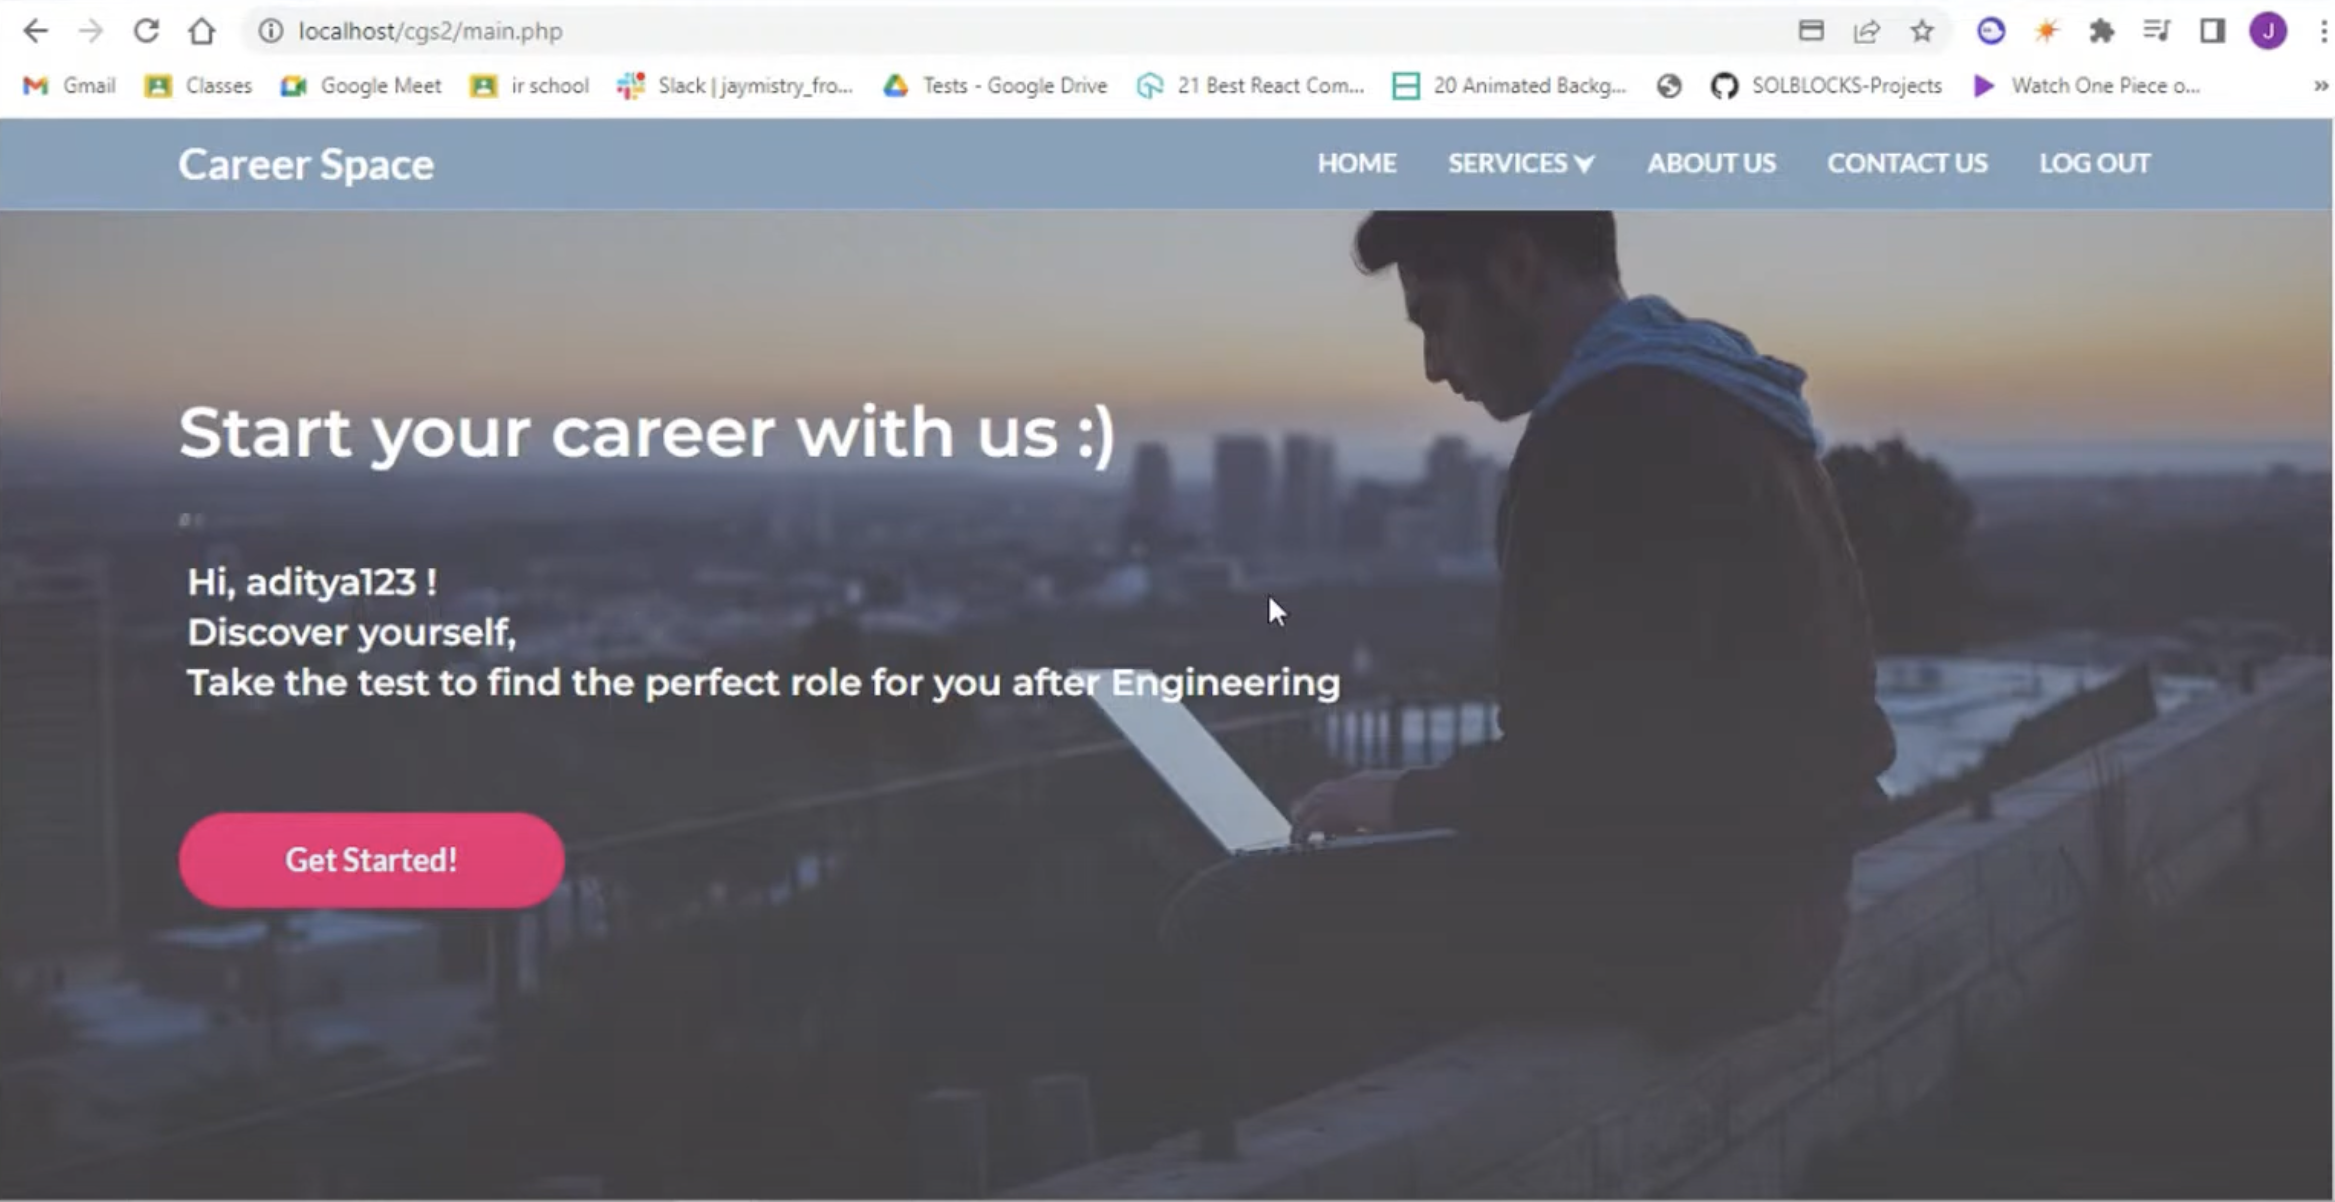 localhost/cgs2/main.php
J
Gmail Classes Google Meet ir school Slack | jaymistry_fro... Tests - Google Drive 21 Best React Com... 20 Animated Backg... SOLBLOCKS-Projects Watch One Piece o... »
Career Space HOME SERVICES ABOUT US CONTACT US LOG OUT
Start your career with us :)
Hi, aditya123 !
Discover yourself,
Take the test to find the perfect role for you after Engineering
Get Started!